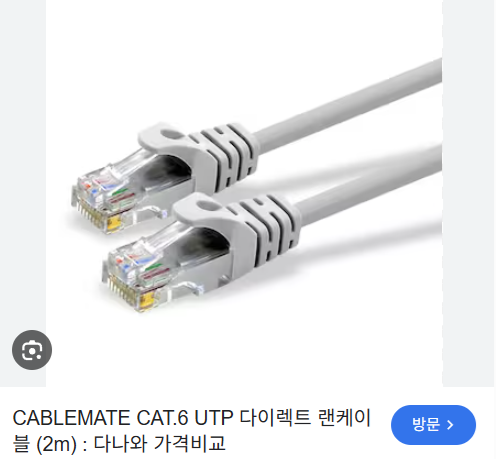 CABLEMATE CAT.6 UTP 다이렉트 랜케이
블 (2m) : 다나와 가격비교
방문